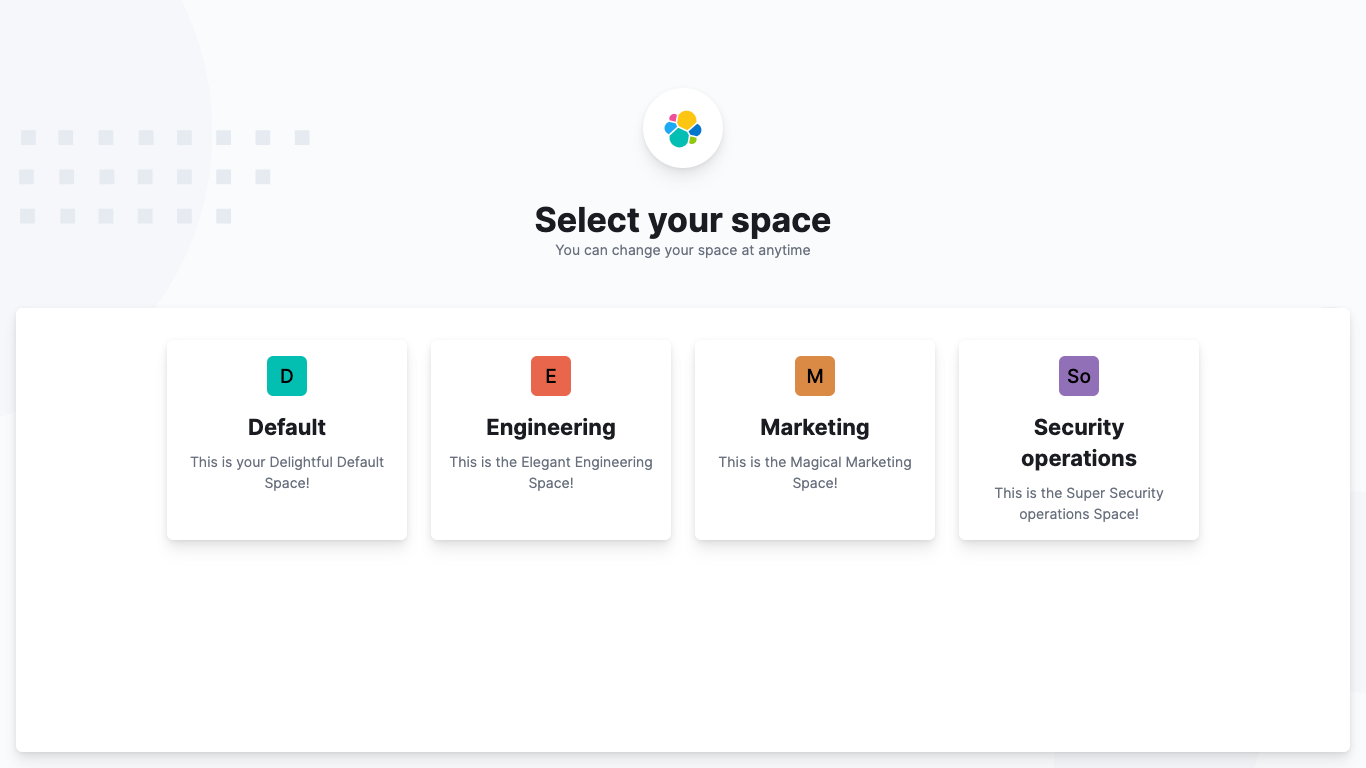 Select your space
You can change your space at anytime
D
Default
This is your Delightful Default
Space!
E
Engineering
This is the Elegant Engineering
Space!
M
Marketing
This is the Magical Marketing
Space!
So
Security
operations
This is the Super Security
operations Space!